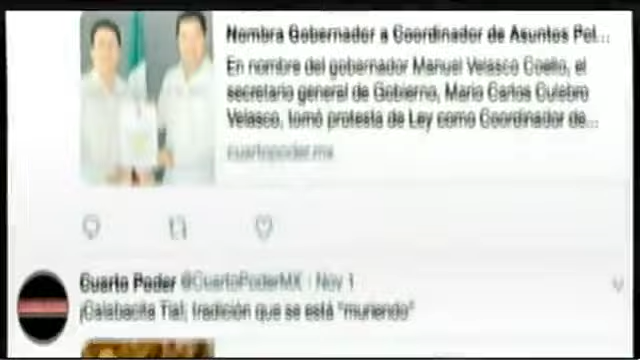 Nombra Gobernador a Coordinador de Asuntos Pol...
En nombre del gobernador Manuel Velasco Coello, el
secretario general de Gobierno, Mario Carlos Culebro
Velasco, tomó protesta de Ley como Coordinador de...
cuartopoder.mx
Cuarto Poder @CuartoPoderMX · Nov 1
¡Calabacita Tía!; tradición que se está "muriendo"